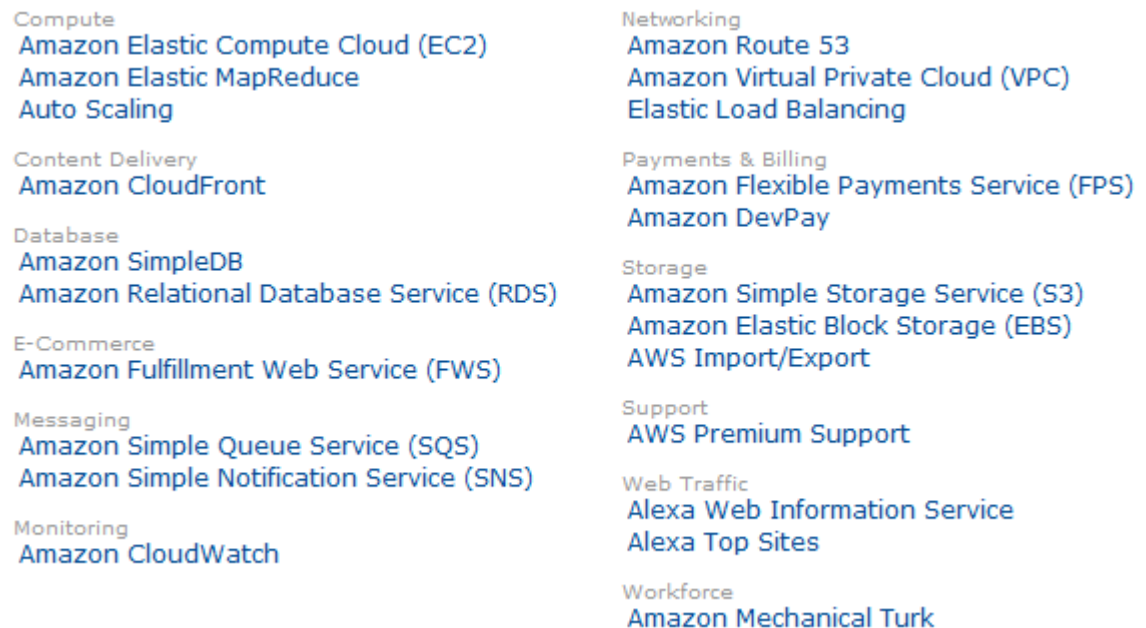 Compute
Amazon Elastic Compute Cloud (EC2)
Amazon Elastic MapReduce
Auto Scaling
Content Delivery
Amazon CloudFront
Database
Amazon SimpleDB
Amazon Relational Database Service (RDS)
E-Commerce
Amazon Fulfillment Web Service (FWS)
Messaging
Amazon Simple Queue Service (SQS)
Amazon Simple Notification Service (SNS)
Monitoring
Amazon CloudWatch
Networking
Amazon Route 53
Amazon Virtual Private Cloud (VPC)
Elastic Load Balancing
Payments & Billing
Amazon Flexible Payments Service (FPS)
Amazon DevPay
Storage
Amazon Simple Storage Service (S3)
Amazon Elastic Block Storage (EBS)
AWS Import/Export
Support
AWS Premium Support
Web Traffic
Alexa Web Information Service
Alexa Top Sites
Workforce
Amazon Mechanical Turk